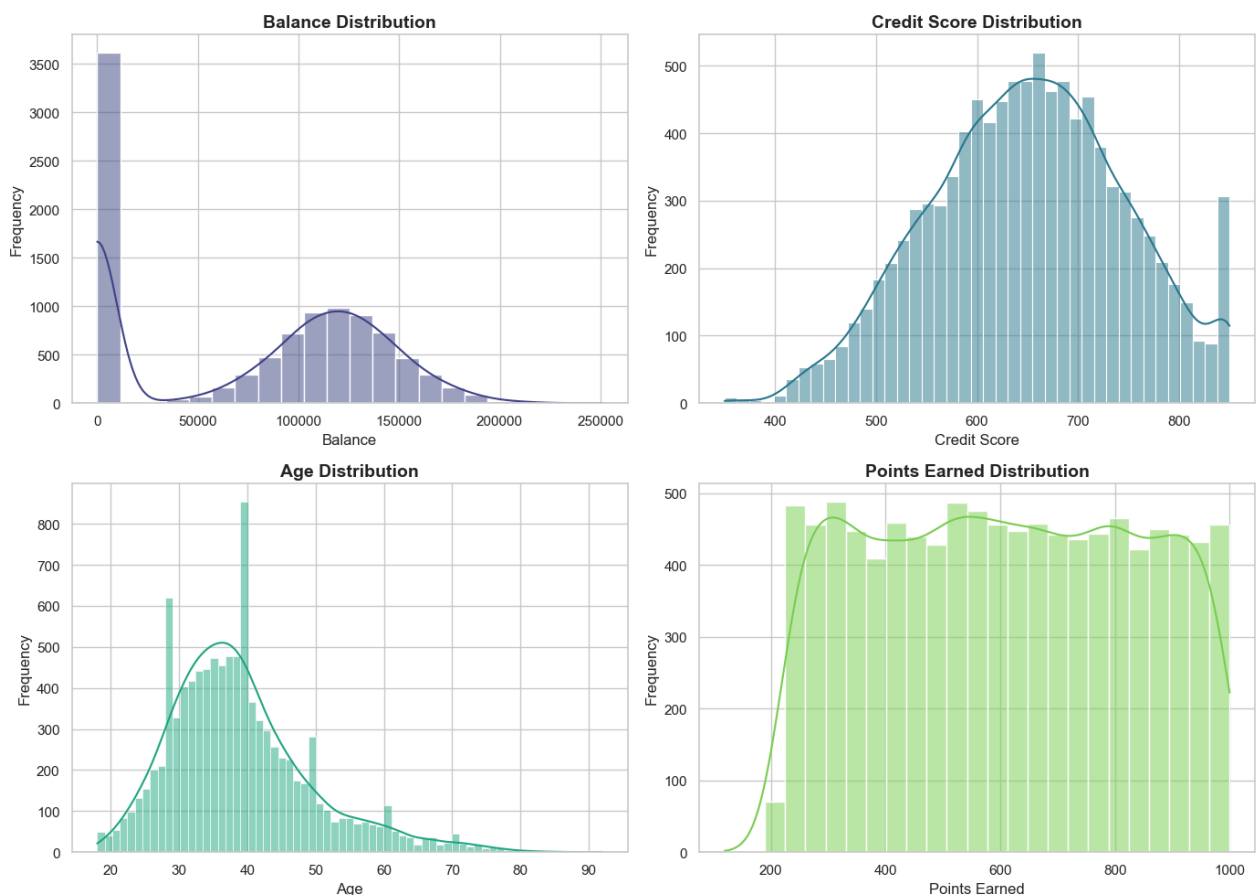 Balance Distribution
3500
3000
2500
2000
1500
1000
500
0
Frequency
0 50000 100000 150000 200000 250000
Balance
Credit Score Distribution
500
400
300
200
100
0
Frequency
400 500 600 700 800
Credit Score
Age Distribution
800
700
600
500
400
300
200
100
0
Frequency
20 30 40 50 60 70 80 90
Age
Points Earned Distribution
500
400
300
200
100
0
Frequency
200 400 600 800 1000
Points Earned